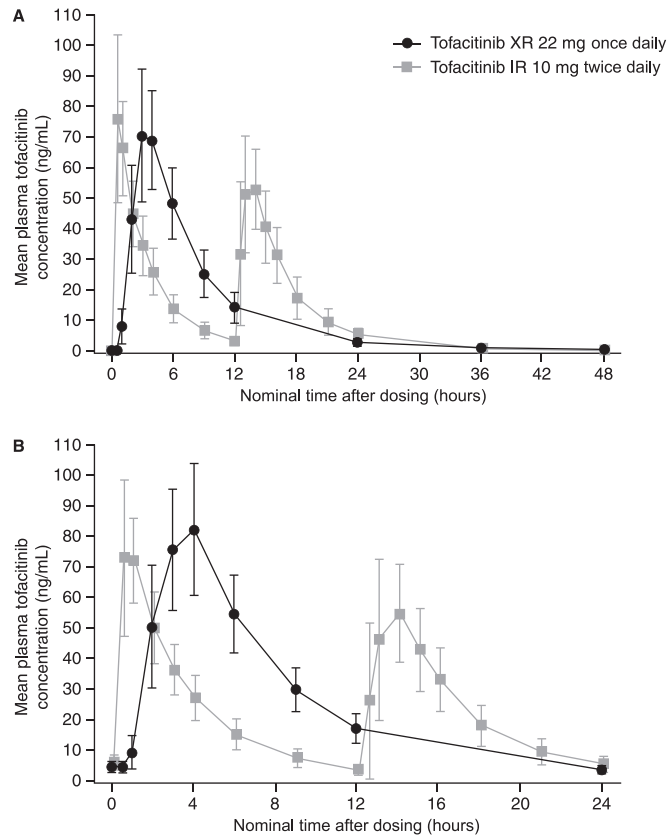 A
110
100
90
80
70
60
50
40
30
20
10
0
Mean plasma tofacitinib
concentration (ng/mL)
Tofacitinib XR 22 mg once daily
Tofacitinib IR 10 mg twice daily
0 6 12 18 24 30 36 42 48
Nominal time after dosing (hours)
B
110
100
90
80
70
60
50
40
30
20
10
0
Mean plasma tofacitinib
concentration (ng/mL)
0 4 8 12 16 20 24
Nominal time after dosing (hours)